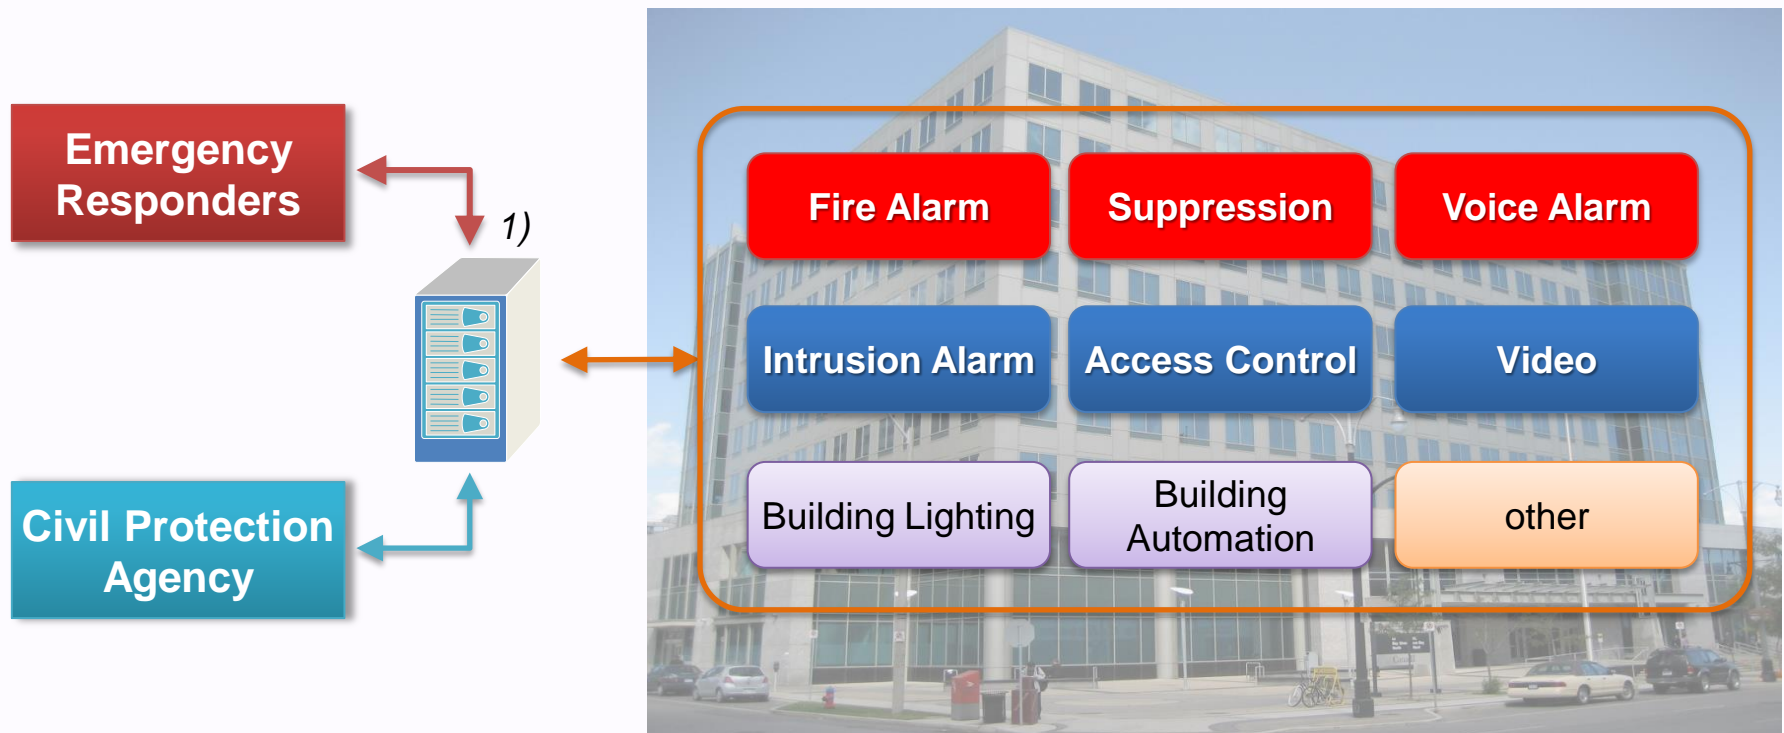 Emergency
Responders
1)
Civil Protection
Agency
Fire Alarm
Suppression
Voice Alarm
Intrusion Alarm
Access Control
Video
Building Lighting
Building
Automation
other